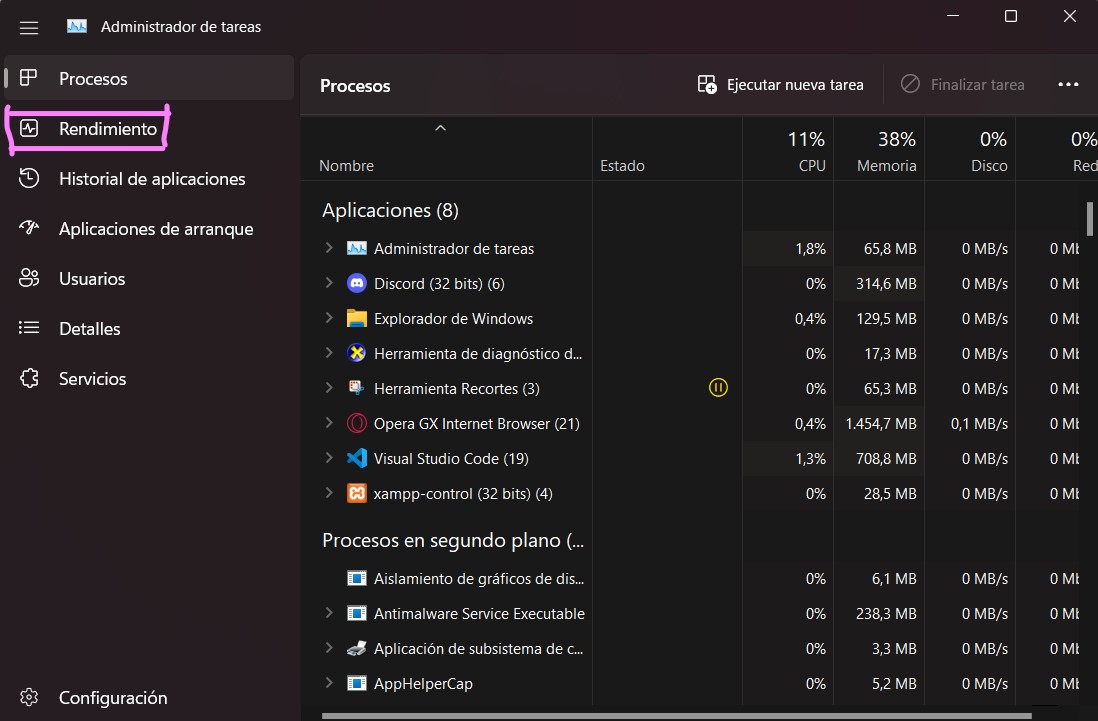 Administrador de tareas
Procesos
Rendimiento
Historial de aplicaciones
Aplicaciones de arranque
Usuarios
Detalles
Servicios
Configuración
Procesos Ejecutar nueva tarea Finalizar tarea
11% 38% 0% 0%
Nombre Estado CPU Memoria Disco Red
Aplicaciones (8)
Administrador de tareas 1,8% 65,8 MB 0 MB/s 0 Mt
Discord (32 bits) (6) 0% 314,6 MB 0 MB/s 0 Mt
Explorador de Windows 0,4% 129,5 MB 0 MB/s 0 Mt
Herramienta de diagnóstico d... 0% 17,3 MB 0 MB/s 0 Mt
Herramienta Recortes (3) 0% 65,3 MB 0 MB/s 0 Mt
Opera GX Internet Browser (21) 0,4% 1.454,7 MB 0,1 MB/s 0 Mt
Visual Studio Code (19) 1,3% 708,8 MB 0 MB/s 0 Mt
xampp-control (32 bits) (4) 0% 28,5 MB 0 MB/s 0 Mt
Procesos en segundo plano (...
Aislamiento de gráficos de dis... 0% 6,1 MB 0 MB/s 0 Mt
Antimalware Service Executable 0% 238,3 MB 0 MB/s 0 Mt
Aplicación de subsistema de c... 0% 3,3 MB 0 MB/s 0 Mt
AppHelperCap 0% 5,2 MB 0 MB/s 0 Mt